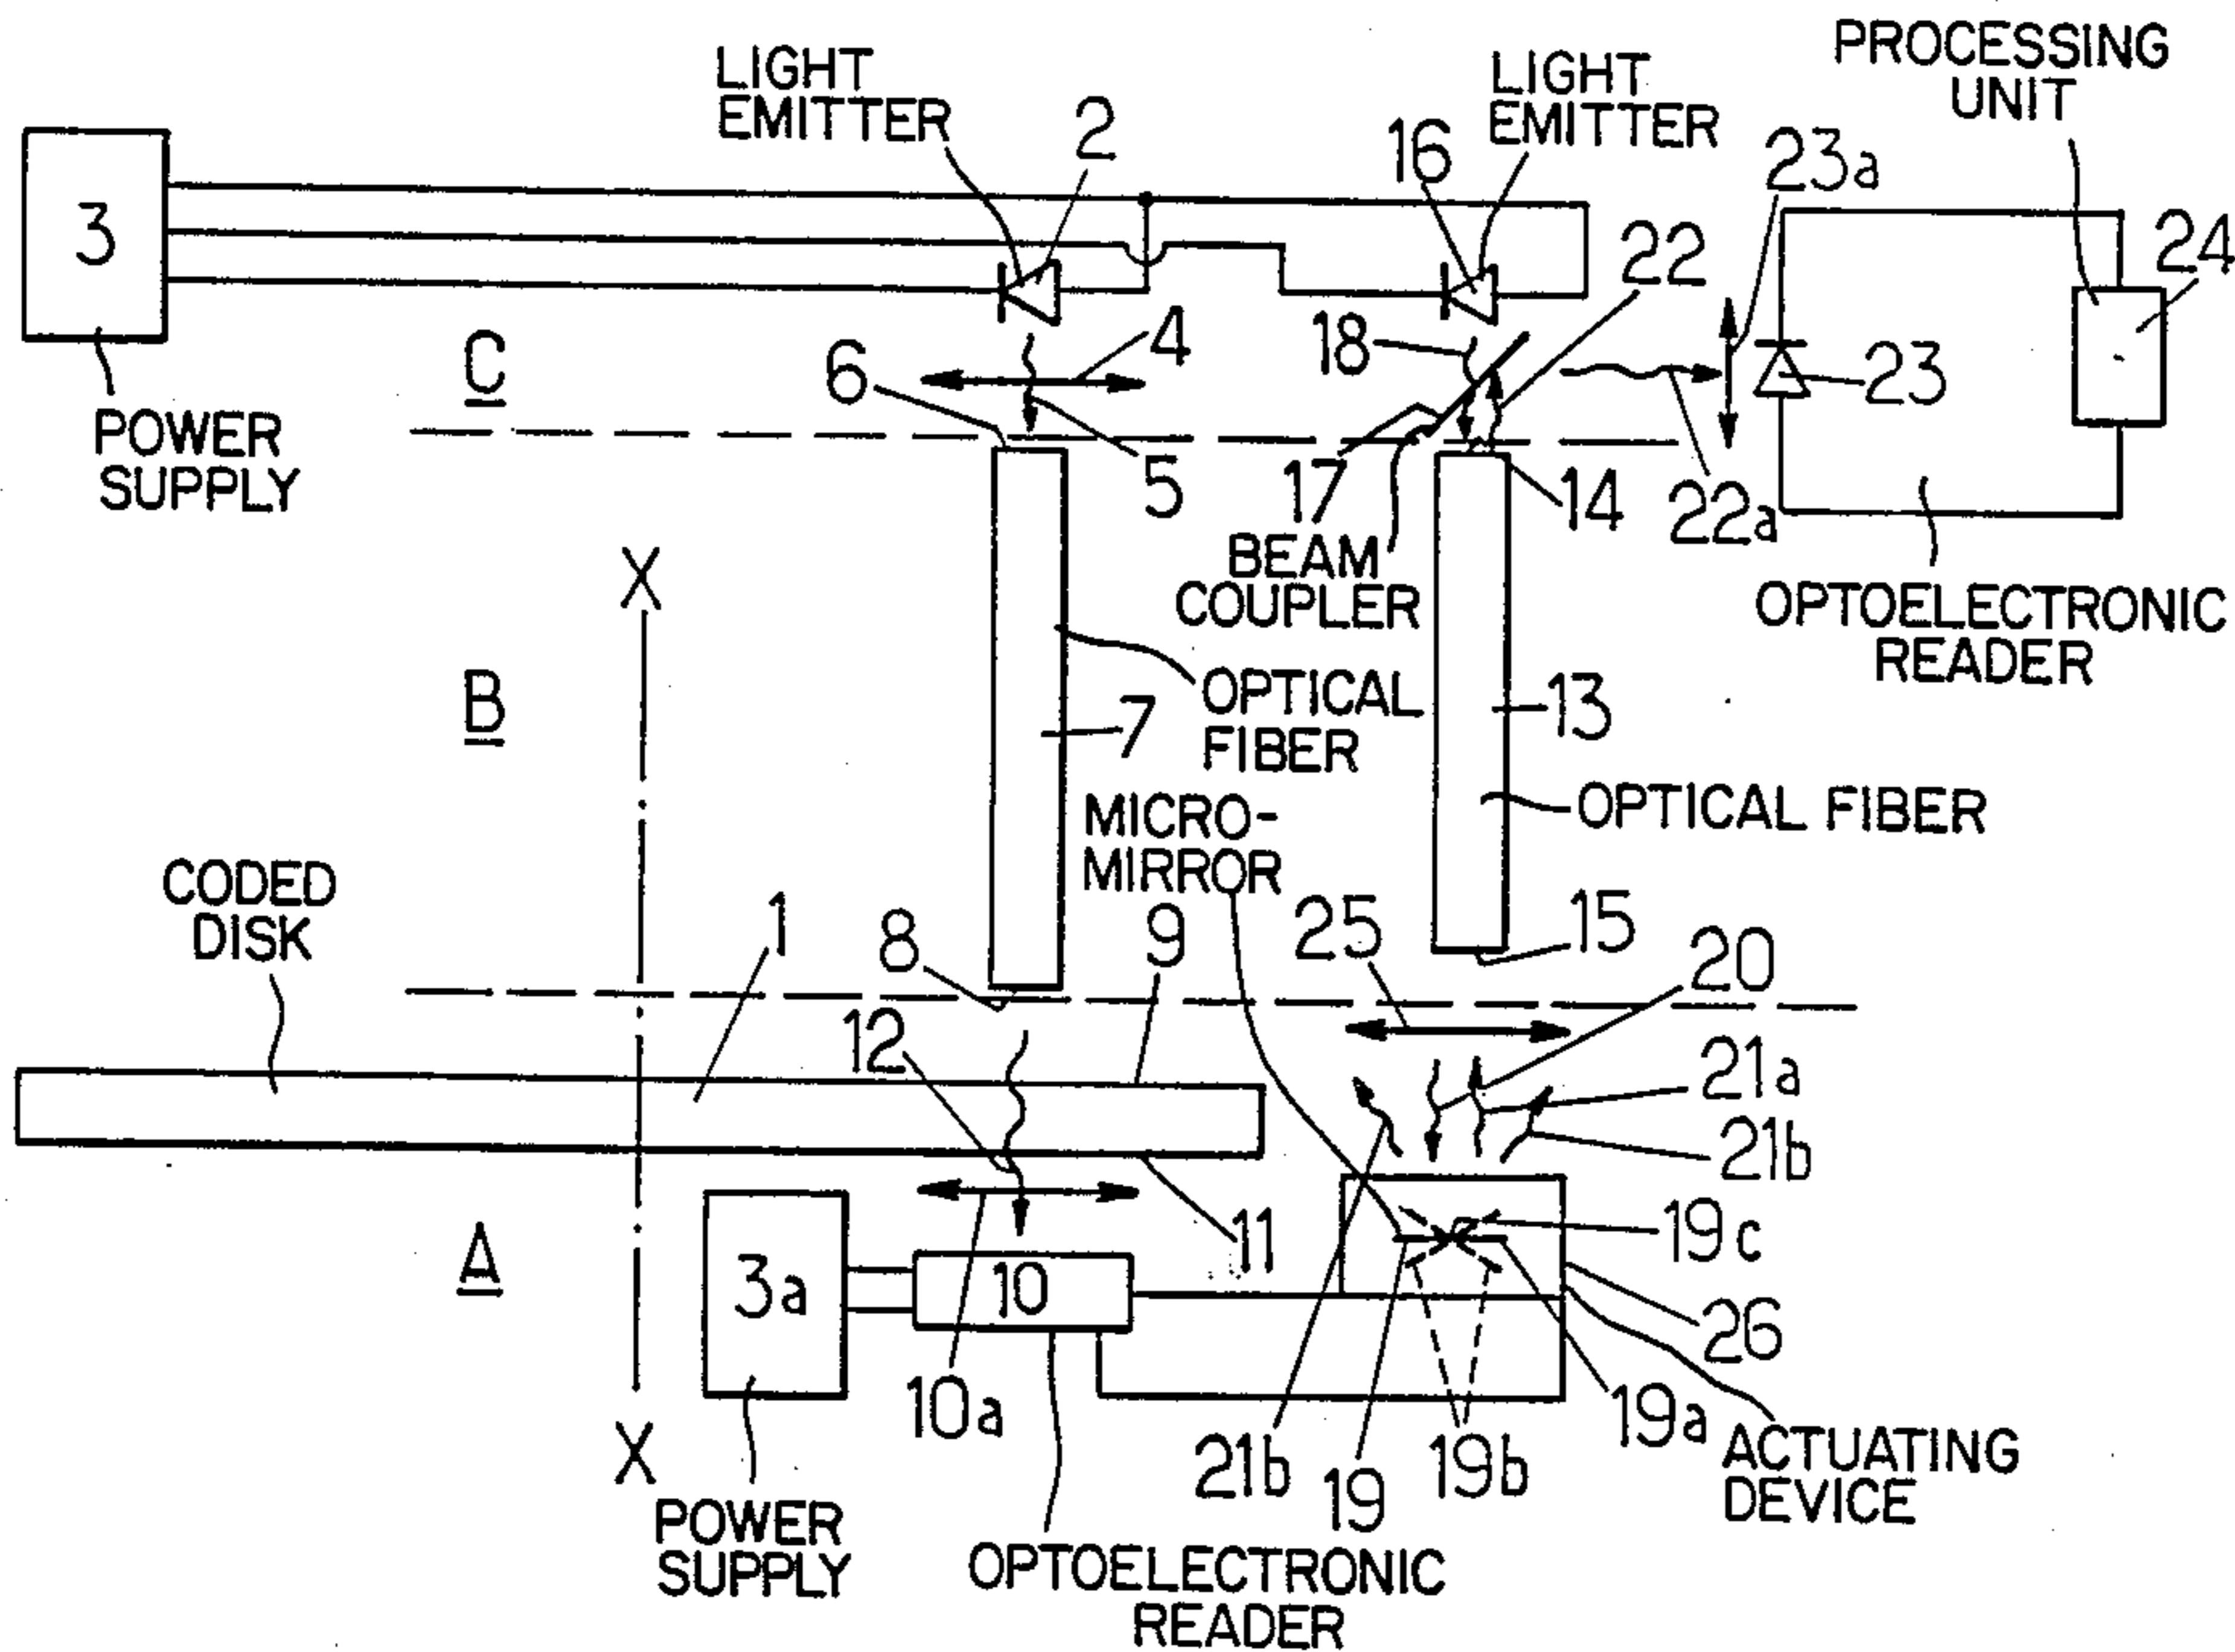 PROCESSING
UNIT
LIGHT
EMITTER
LIGHT
EMITTER
2
16
23a
3
22
24
C
6
4
18
23
POWER
SUPPLY
5
17
14
22a
X
BEAM
COUPLER
OPTOELECTRONIC
READER
B
7
OPTICAL
FIBER
13
MICRO-
MIRROR
OPTICAL FIBER
CODED
DISK
1
8
9
25
15
20
12
21a
21b
A
3a
10
11
19c
26
10a
21b
19
19b
19a
X
ACTUATING
DEVICE
POWER
SUPPLY
OPTOELECTRONIC
READER